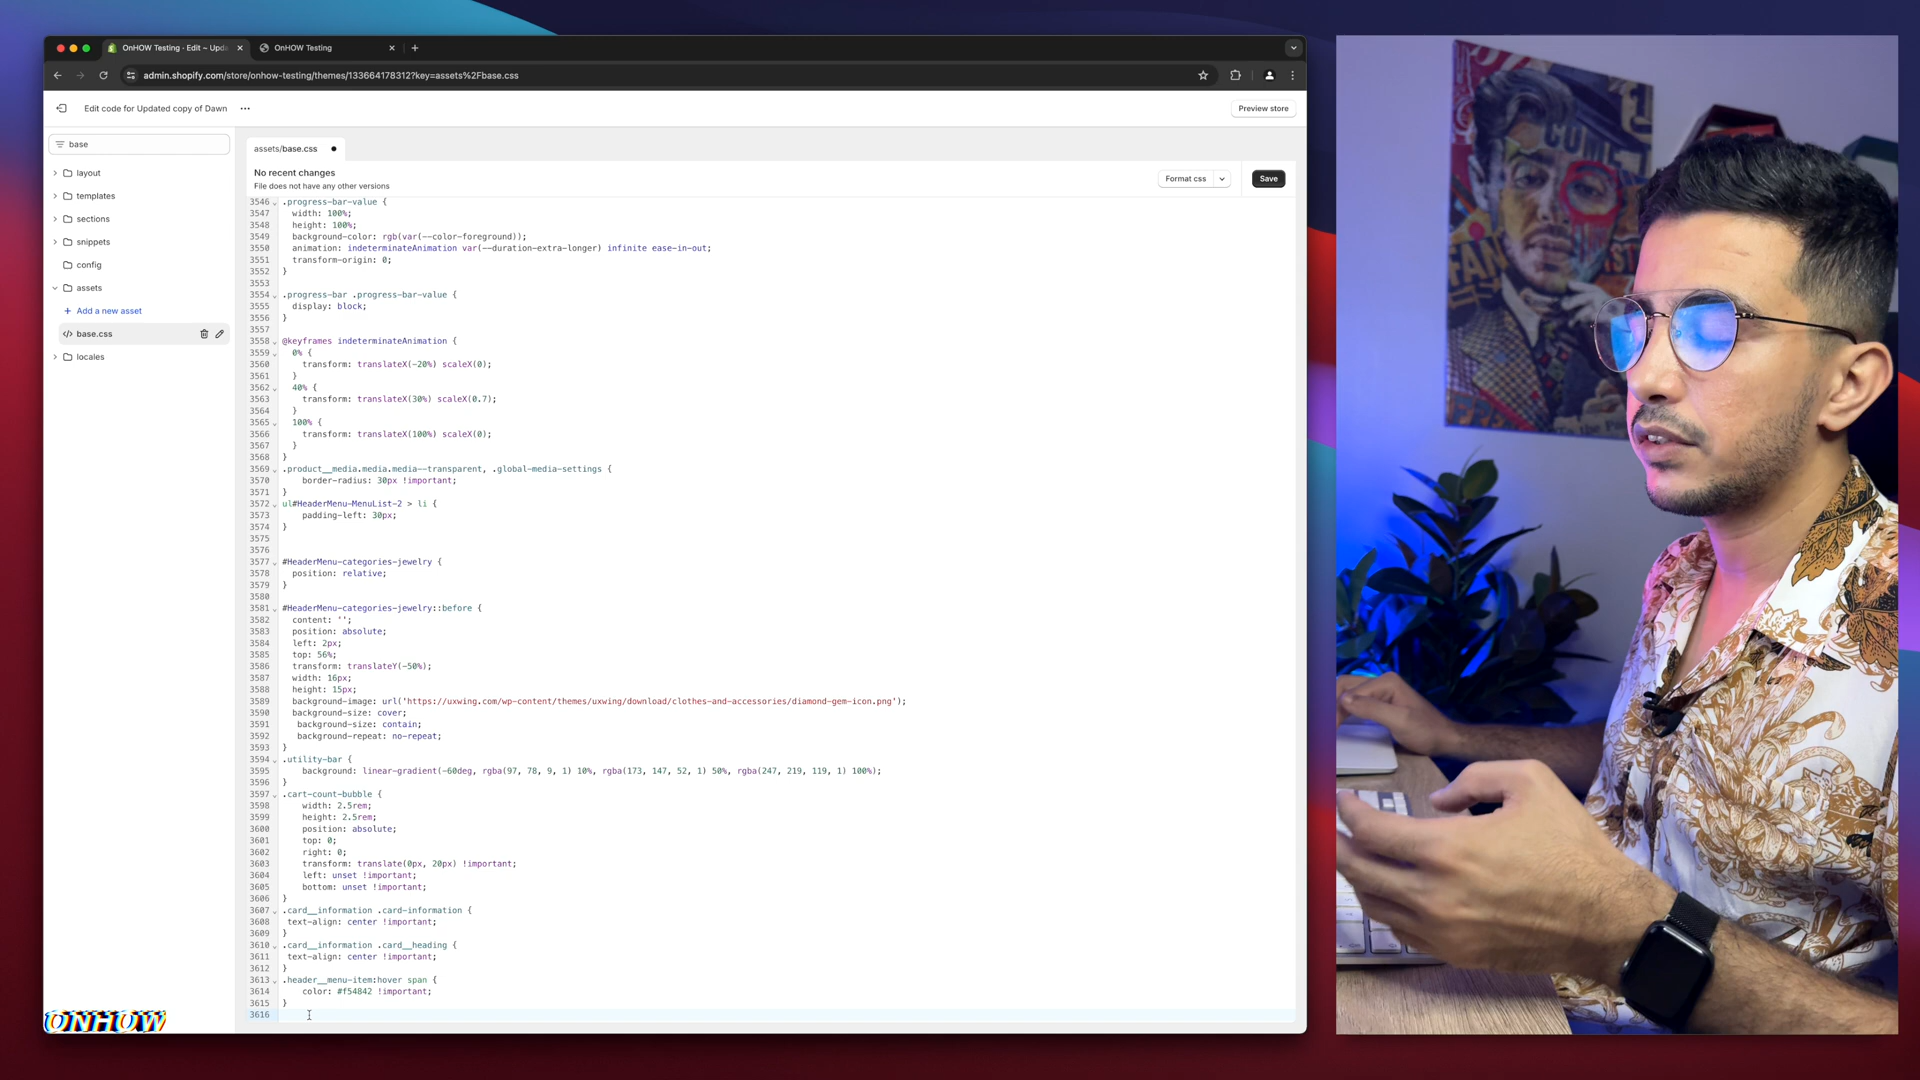 OnHOW Testing · Edit ~ Upda
OnHOW Testing
admin.shopify.com/store/onhow-testing/themes/133664178312?key=assets%2Fbase.css
Edit code for Updated copy of Dawn
Preview store
base
layout
templates
sections
snippets
config
assets
Add a new asset
base.css
locales
assets/base.css
No recent changes
File does not have any other versions
Format css
Save
3546 .progress-bar-value {
3547 width: 100%;
3548 height: 100%;
3549 background-color: rgb(var(--color-foreground));
3550 animation: indeterminateAnimation var(--duration-extra-longer) infinite ease-in-out;
3551 transform-origin: 0;
3552 }
3553
3554 .progress-bar .progress-bar-value {
3555 display: block;
3556 }
3557
3558 @keyframes indeterminateAnimation {
3559 0% {
3560 transform: translateX(-20%) scaleX(0);
3561 }
3562 40% {
3563 transform: translateX(30%) scaleX(0.7);
3564 }
3565 100% {
3566 transform: translateX(100%) scaleX(0);
3567 }
3568 }
3569 .product__media.media.media--transparent, .global-media-settings {
3570 border-radius: 30px !important;
3571 }
3572 ul#HeaderMenu-MenuList-2 > li {
3573 padding-left: 30px;
3574 }
3575
3576
3577 #HeaderMenu-categories-jewelry {
3578 position: relative;
3579 }
3580
3581 #HeaderMenu-categories-jewelry::before {
3582 content: '';
3583 position: absolute;
3584 left: 2px;
3585 top: 56%;
3586 transform: translateY(-50%);
3587 width: 16px;
3588 height: 15px;
3589 background-image: url('https://uxwing.com/wp-content/themes/uxwing/download/clothes-and-accessories/diamond-gem-icon.png');
3590 background-size: cover;
3591 background-size: contain;
3592 background-repeat: no-repeat;
3593 }
3594 .utility-bar {
3595 background: linear-gradient(-60deg, rgba(97, 78, 9, 1) 10%, rgba(173, 147, 52, 1) 50%, rgba(247, 219, 119, 1) 100%);
3596 }
3597 .cart-count-bubble {
3598 width: 2.5rem;
3599 height: 2.5rem;
3600 position: absolute;
3601 top: 0;
3602 right: 0;
3603 transform: translate(0px, 20px) !important;
3604 left: unset !important;
3605 bottom: unset !important;
3606 }
3607 .card__information .card-information {
3608 text-align: center !important;
3609 }
3610 .card__information .card__heading {
3611 text-align: center !important;
3612 }
3613 .header__menu-item:hover span {
3614 color: #f54842 !important;
3615 }
3616
ONHOW